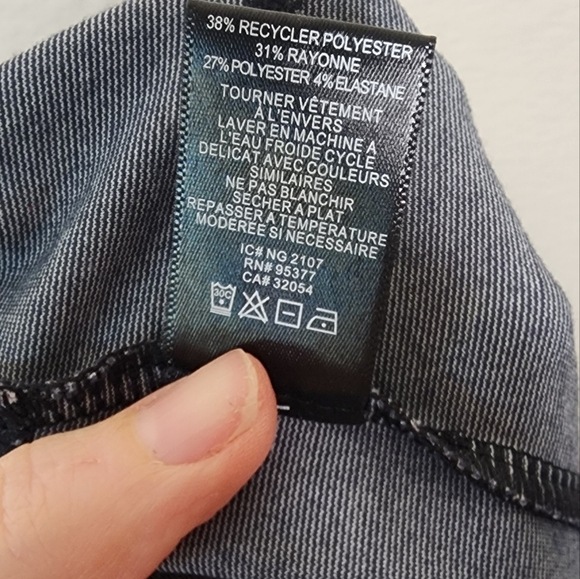 38% RECYCLER POLYESTER
31% RAYONNE
27% POLYESTER 4% ELASTANE
TOURNER VÊTEMENT
À L'ENVERS
LAVER EN MACHINE A
L'EAU FROIDE CYCLE
DELICAT AVEC COULEURS
SIMILAIRES
NE PAS BLANCHIR
SECHER A PLAT
REPASSER A TEMPERATURE
MODEREE SI NECESSAIRE
IC# NG 2107
RN# 95377
CA# 32054
30C